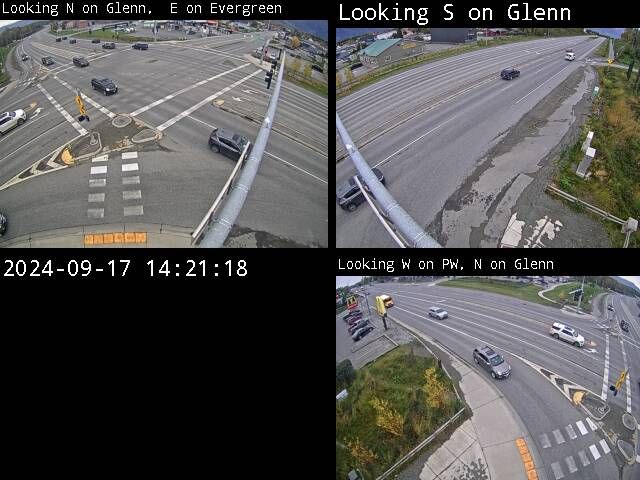 Looking N on Glenn, E on Evergreen
Looking S on Glenn
2024-09-17 14:21:18
Looking W on PW, N on Glenn